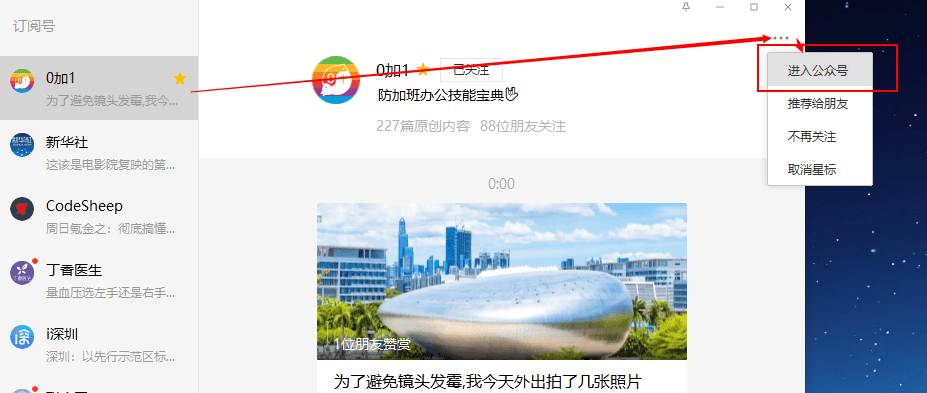 订阅号
0加1
为了避免镜头发霉,我今天...
新华社
这该是电影院复映的第...
CodeSheep
周日氪金之：彻底搞懂...
丁香医生
丁香医生
量血压选左手还是右手...
i深圳
深圳：以先行示范区标...
0加1
已关注
防加班办公技能宝典
227篇原创内容 88位朋友关注
0:00
1位朋友赞赏
为了避免镜头发霉,我今天外出拍了几张照片
进入公众号
推荐给朋友
不再关注
取消星标